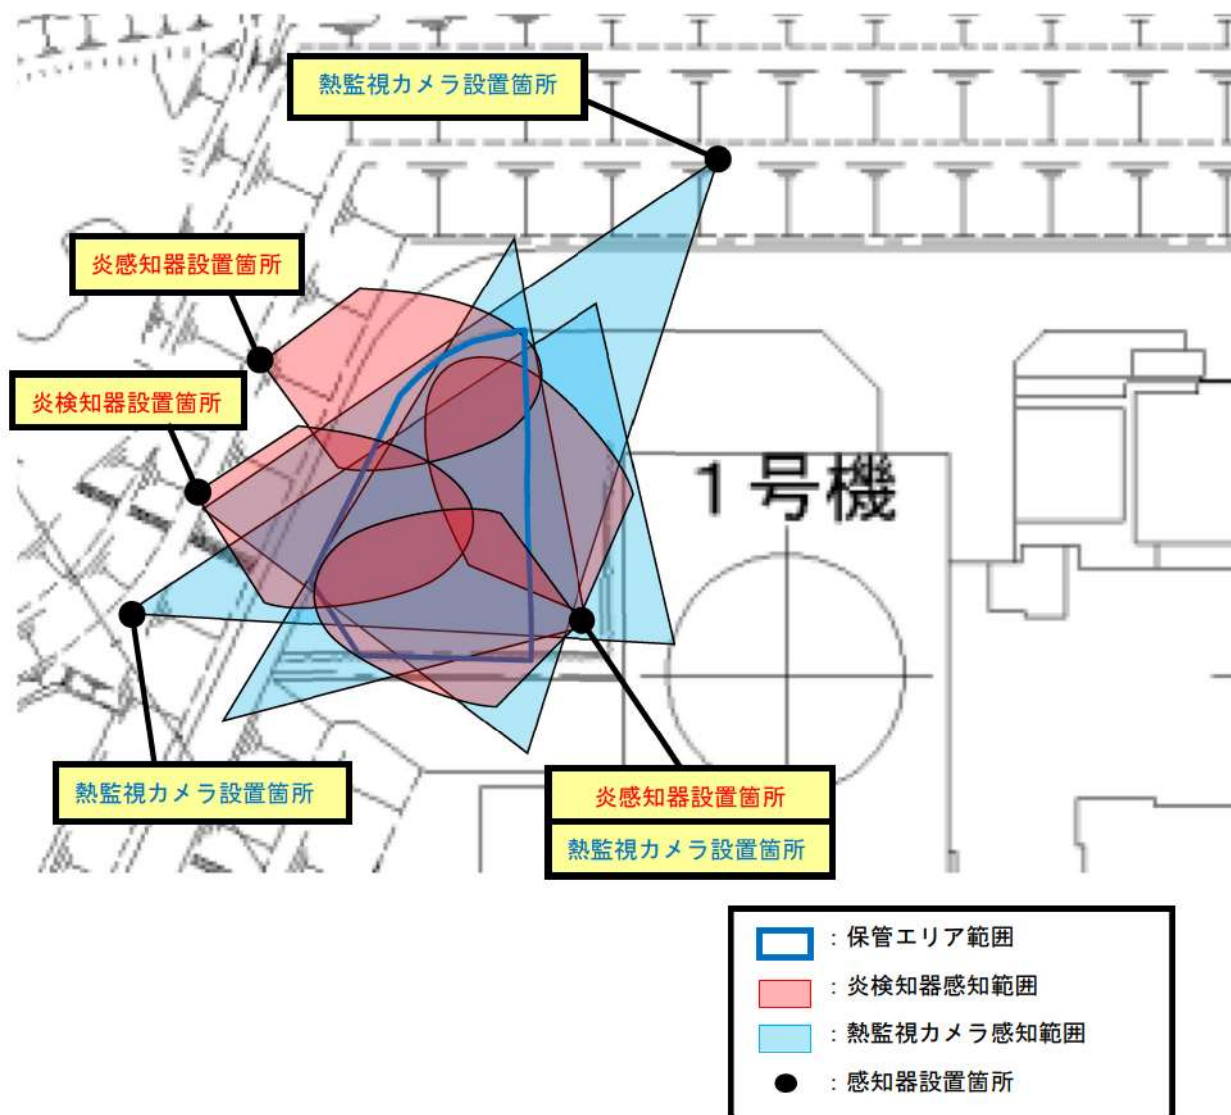 熱監視カメラ設置箇所
炎感知器設置箇所
炎検知器設置箇所
1号機
熱監視カメラ設置箇所
炎感知器設置箇所
熱監視カメラ設置箇所
：保管エリア範囲
：炎検知器感知範囲
：熱監視カメラ感知範囲
：感知器設置箇所